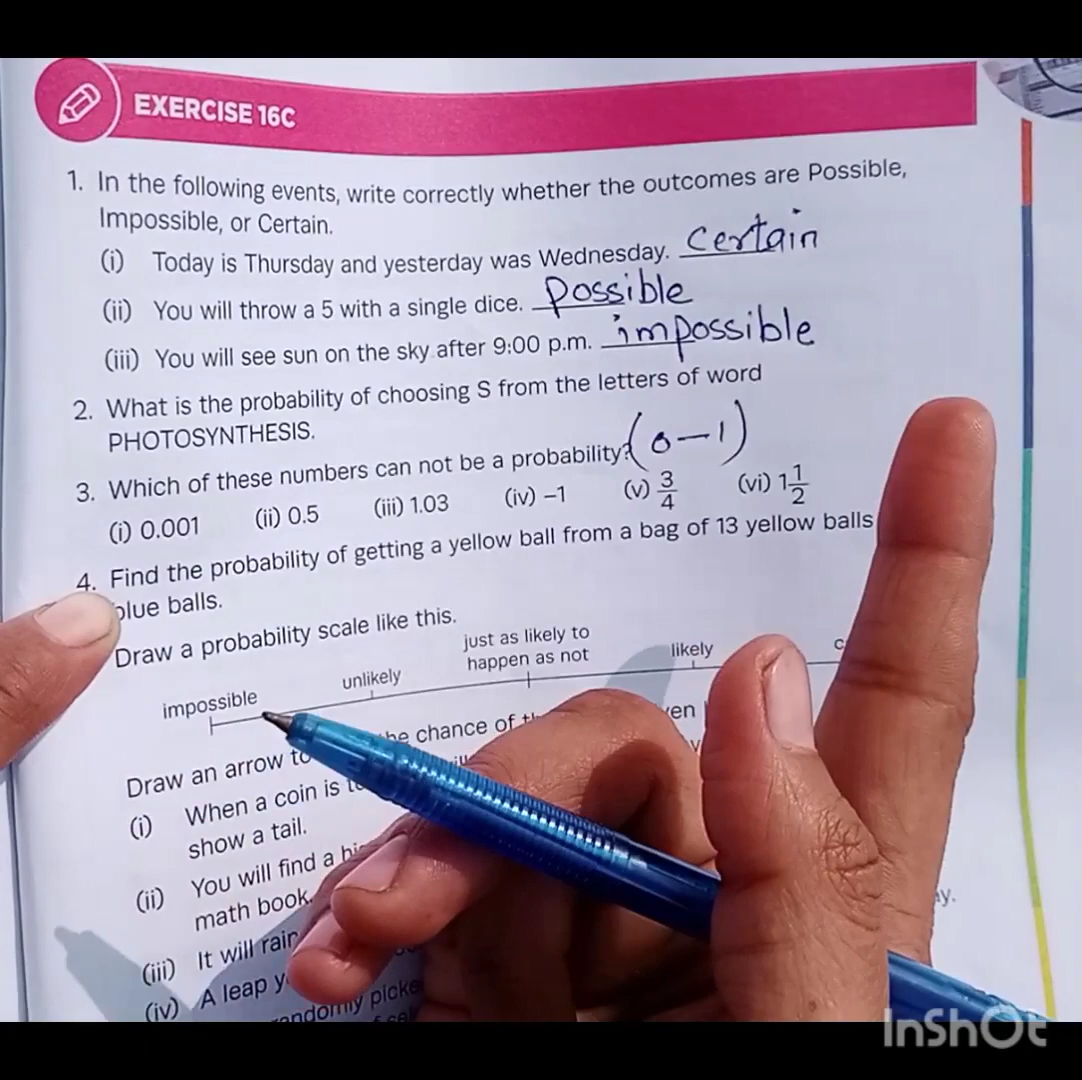 EXERCISE 16C
1. In the following events, write correctly whether the outcomes are Possible,
Impossible, or Certain.
(i) Today is Thursday and yesterday was Wednesday. certain
(ii) You will throw a 5 with a single dice. possible
(iii) You will see sun on the sky after 9:00 p.m. impossible
2. What is the probability of choosing S from the letters of word
PHOTOSYNTHESIS.
3. Which of these numbers can not be a probability? (0-1)
(i) 0.001 (ii) 0.5 (iii) 1.03 (iv) –1 (v) 3/4 (vi) 1 1/2
4. Find the probability of getting a yellow ball from a bag of 13 yellow balls
blue balls.
Draw a probability scale like this.
impossible unlikely just as likely to
happen as not likely
Draw an arrow to the chance of
(i) When a coin is
show a tail.
(ii) You will find a
math book.
(iii) It will rain
(iv) A leap
randomly picke
InShOt